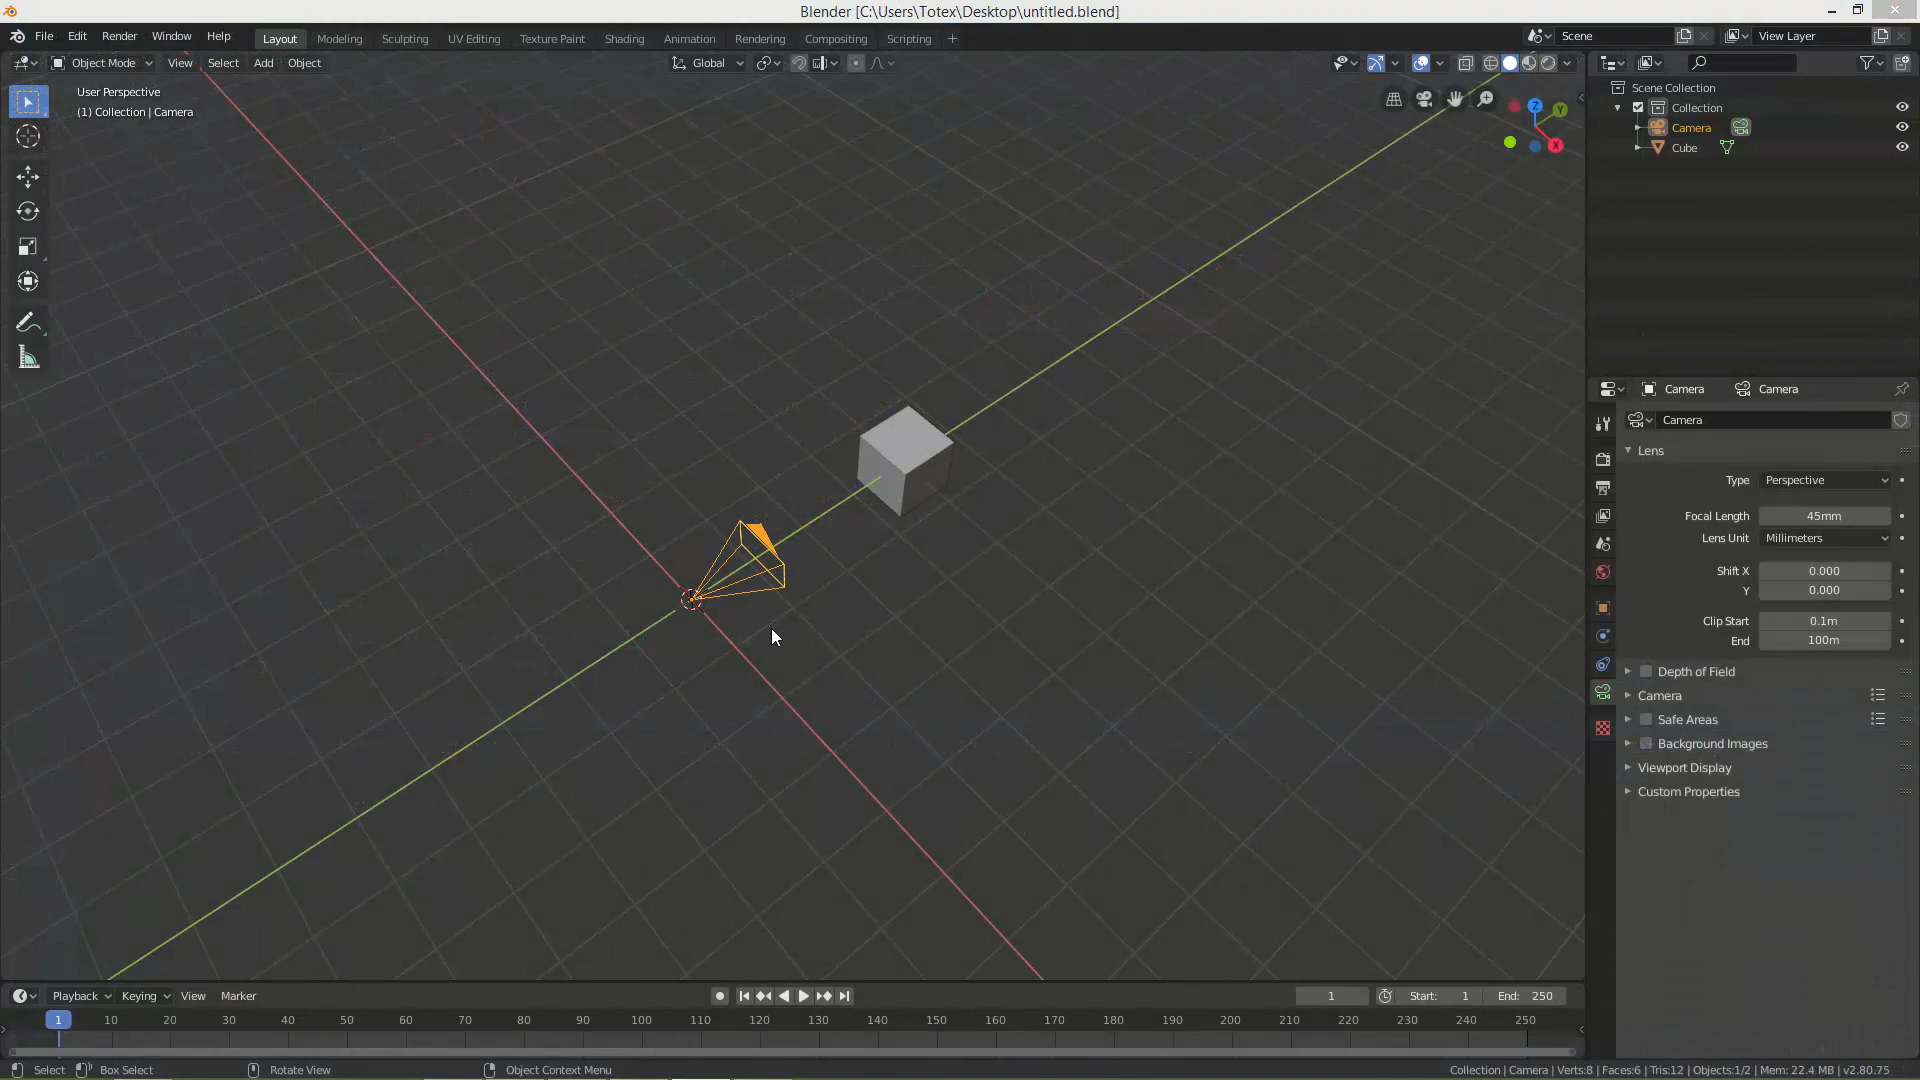 Blender [C:\Users\Totex\Desktop\untitled.blend]
File Edit Render Window Help
Layout Modeling Sculpting UV Editing Texture Paint Shading Animation Rendering Compositing Scripting +
Scene
View Layer
Object Mode View Select Add Object
Global
User Perspective
(1) Collection | Camera
Z
Y
X
Scene Collection
Collection
Camera
Cube
Camera Camera
Camera
Lens
Type Perspective
Focal Length 45mm
Lens Unit Millimeters
Shift X 0.000
Y 0.000
Clip Start 0.1m
End 100m
Depth of Field
Camera
Safe Areas
Background Images
Viewport Display
Custom Properties
Playback Keying View Marker
1
Start: 1
End: 250
1 10 20 30 40 50 60 70 80 90 100 110 120 130 140 150 160 170 180 190 200 210 220 230 240 250
Select Box Select Rotate View Object Context Menu
Collection | Camera | Verts:8 | Faces:6 | Tris:12 | Objects:1/2 | Mem: 22.4 MB | v2.80.75